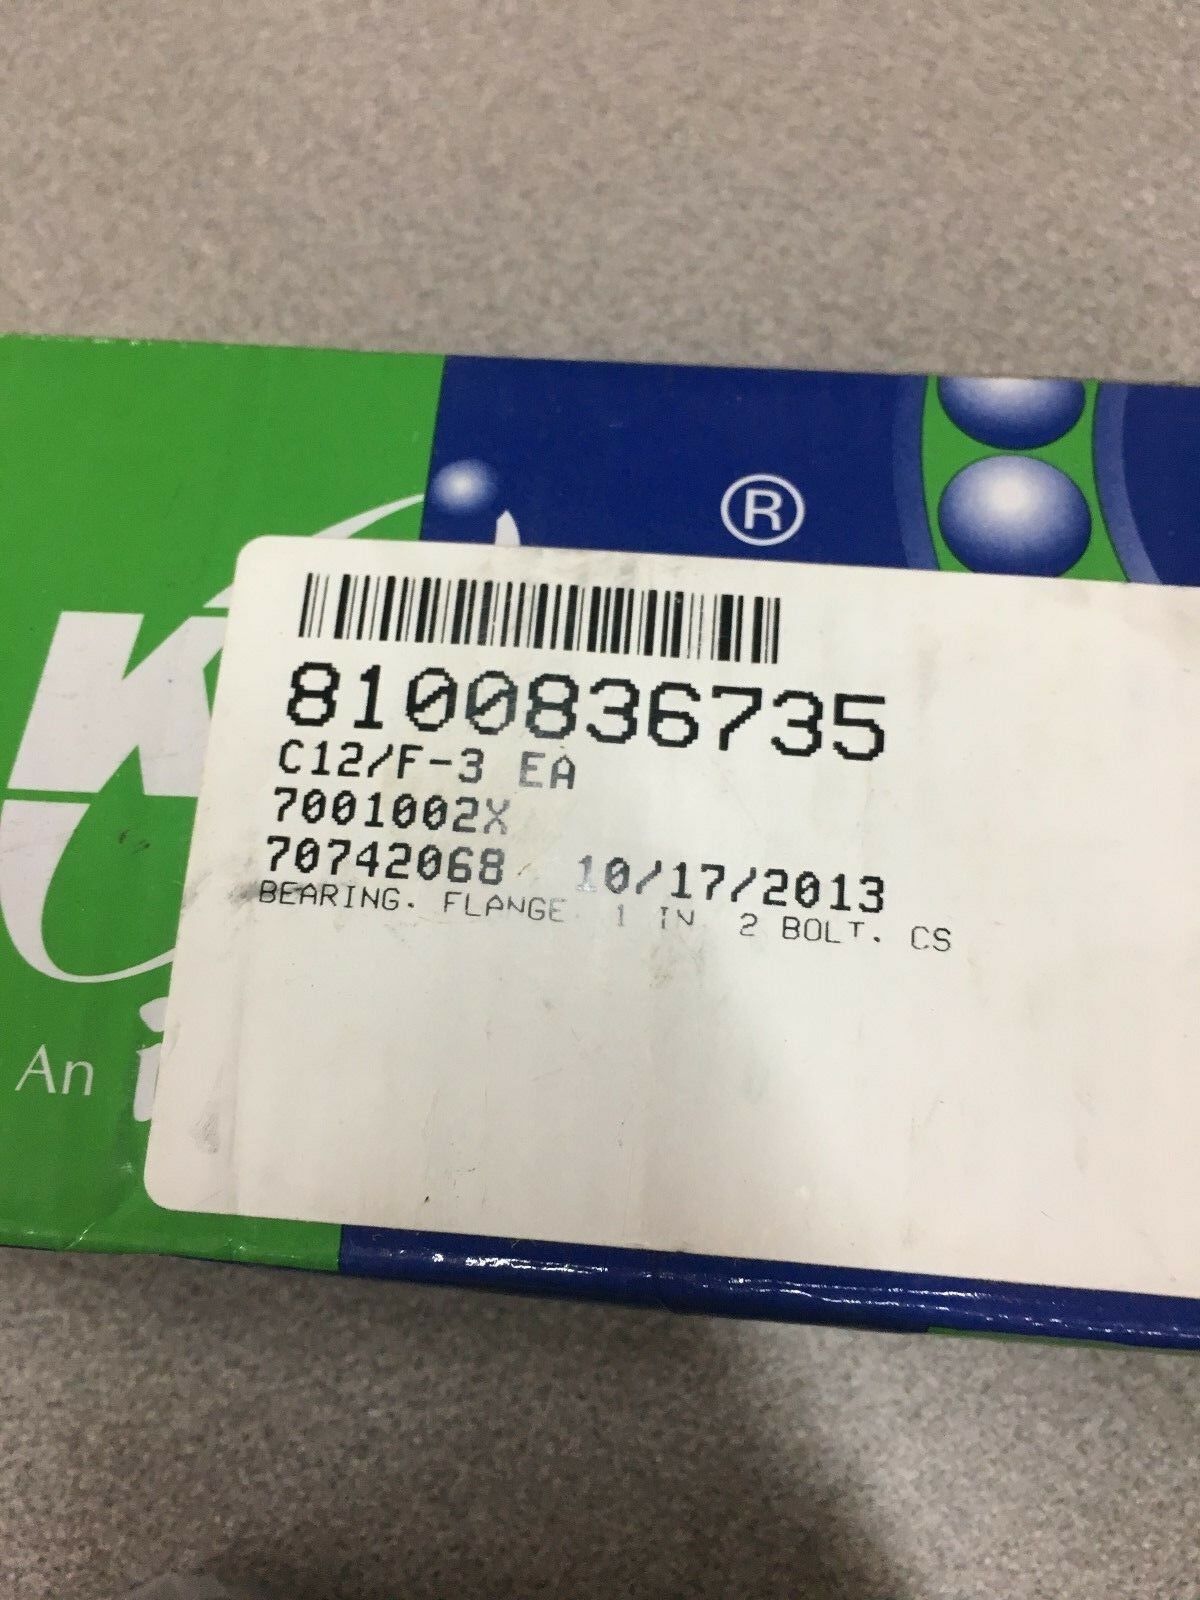 ®
8100836735
C12/F-3 EA
7001002X
70742068 10/17/2013
BEARING. FLANGE. 1 IN. 2 BOLT. CS
K
An